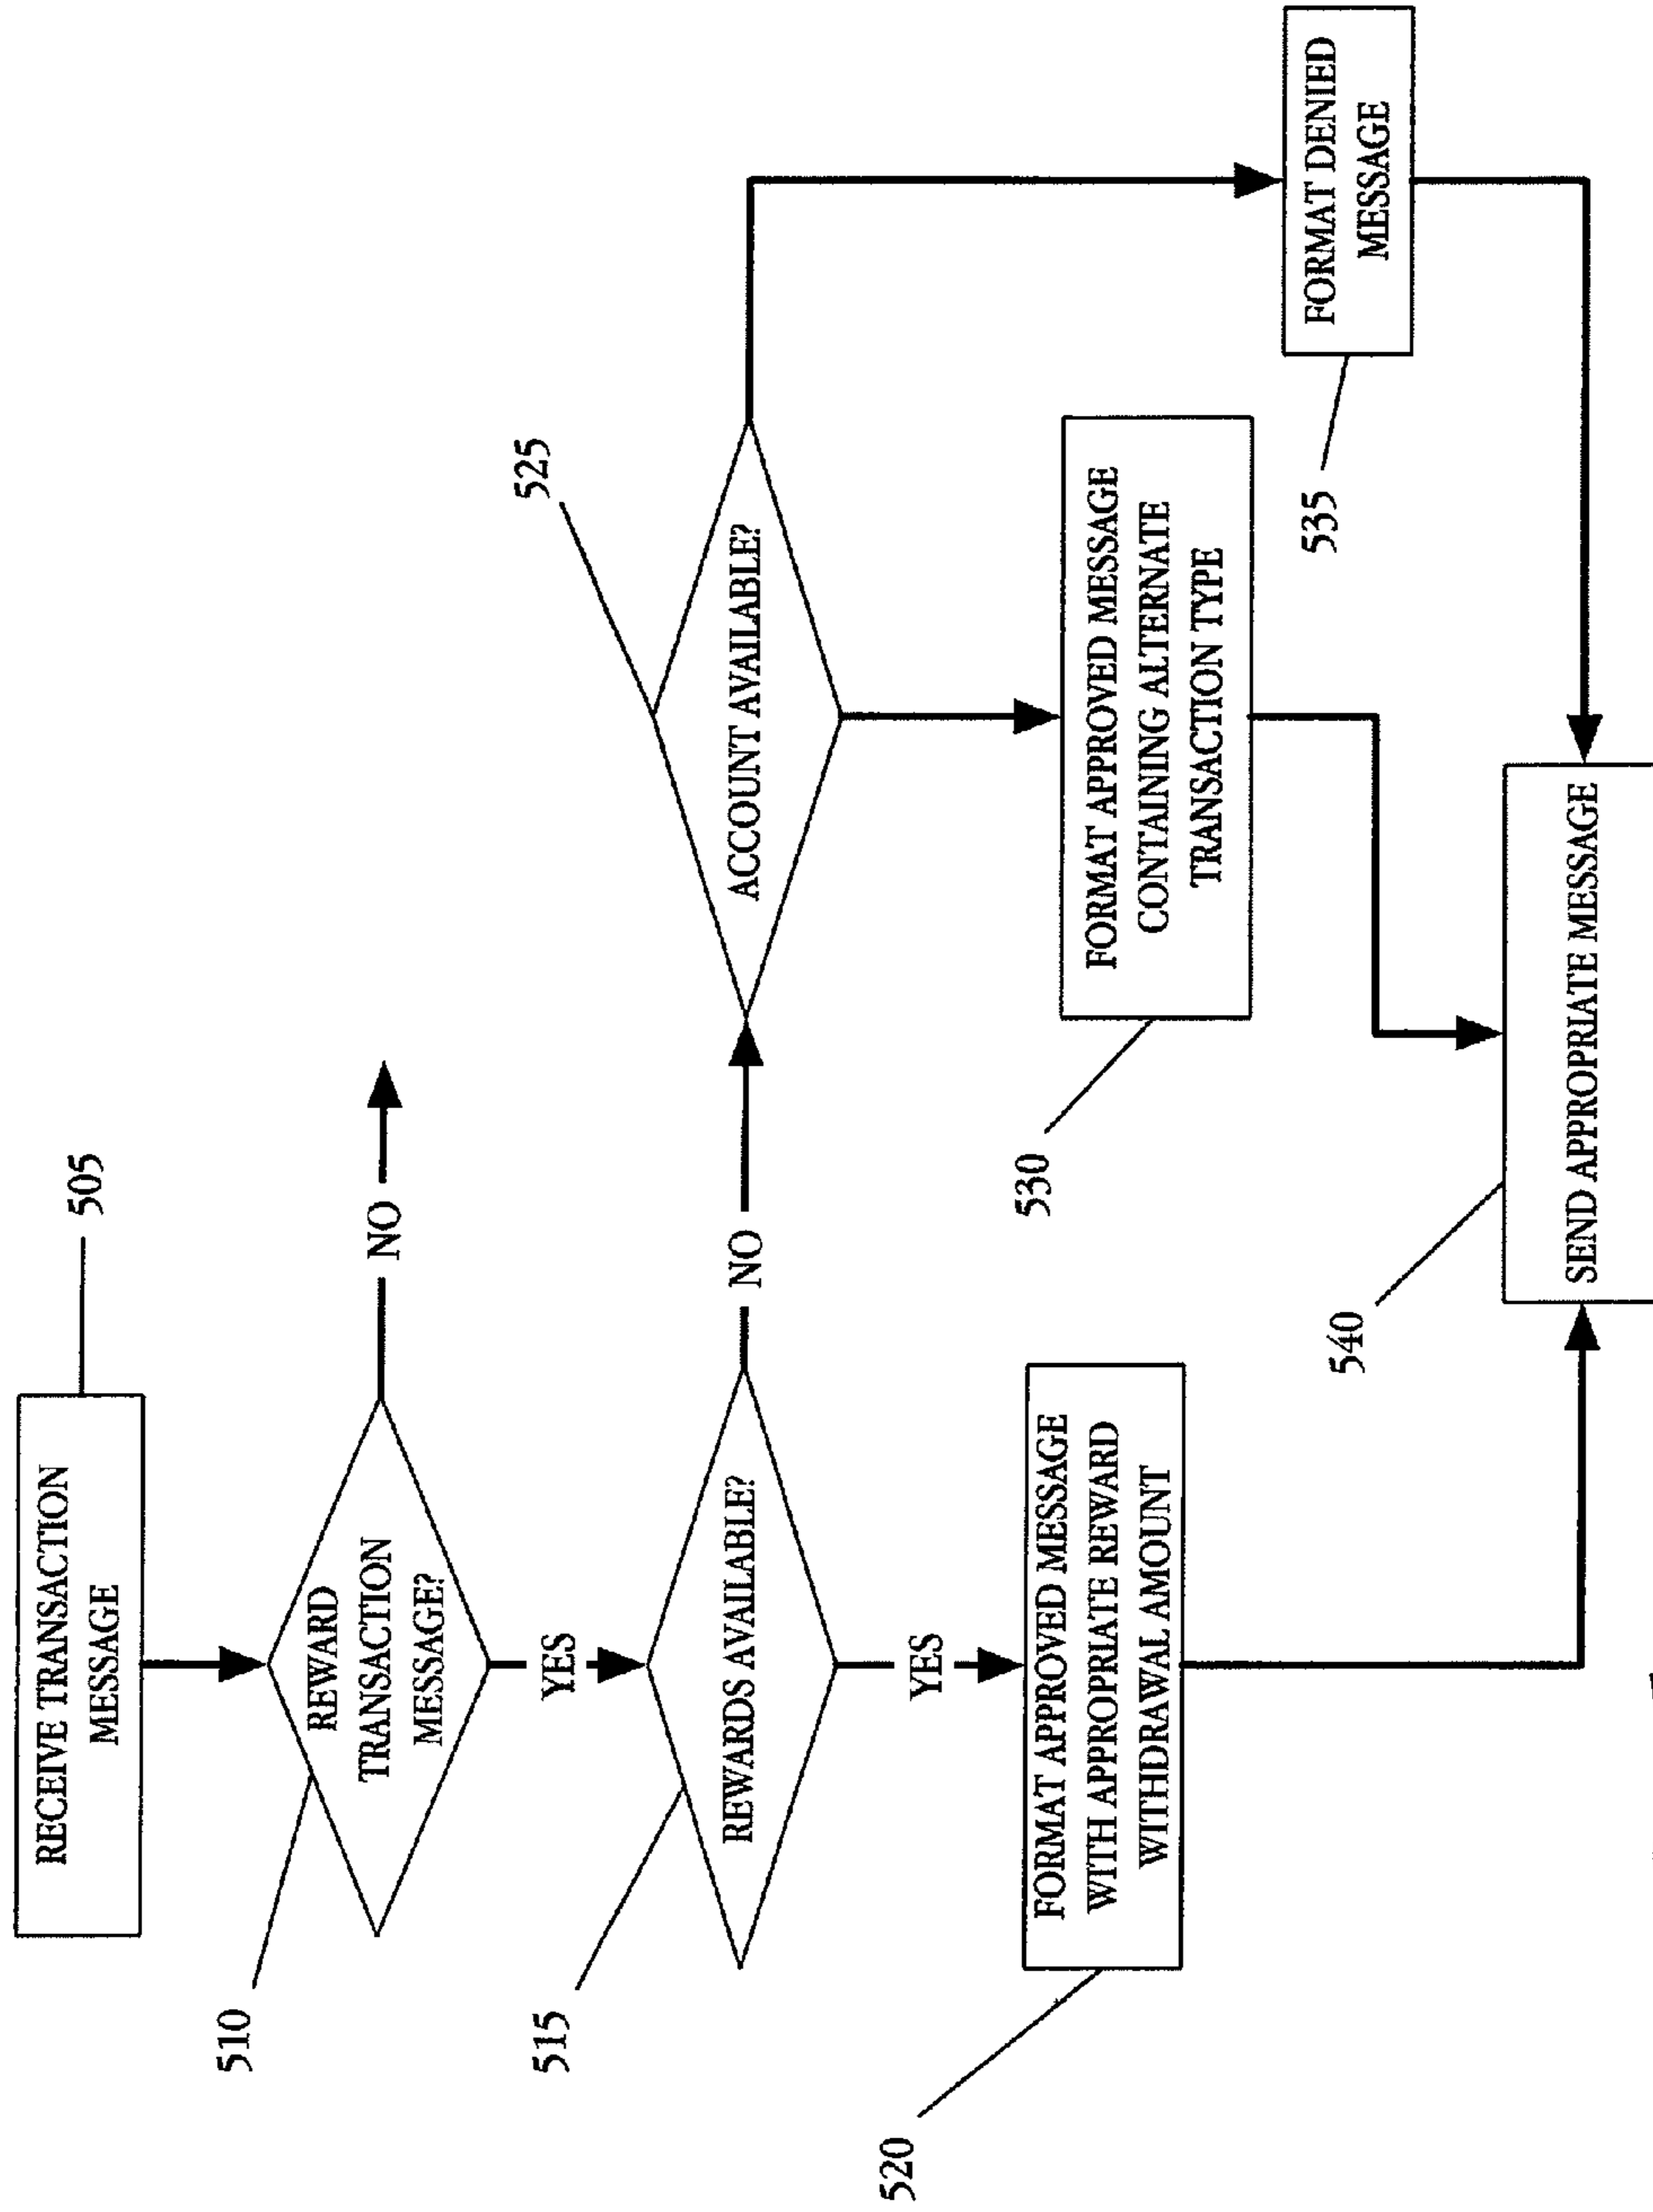 RECEIVE TRANSACTION
MESSAGE
505
REWARD
TRANSACTION
MESSAGE?
510
NO
YES
REWARDS AVAILABLE?
515
NO
ACCOUNT AVAILABLE?
525
YES
FORMAT APPROVED MESSAGE
WITH APPROPRIATE REWARD
WITHDRAWAL AMOUNT
520
FORMAT APPROVED MESSAGE
CONTAINING ALTERNATE
TRANSACTION TYPE
530
FORMAT DENIED
MESSAGE
535
SEND APPROPRIATE MESSAGE
540